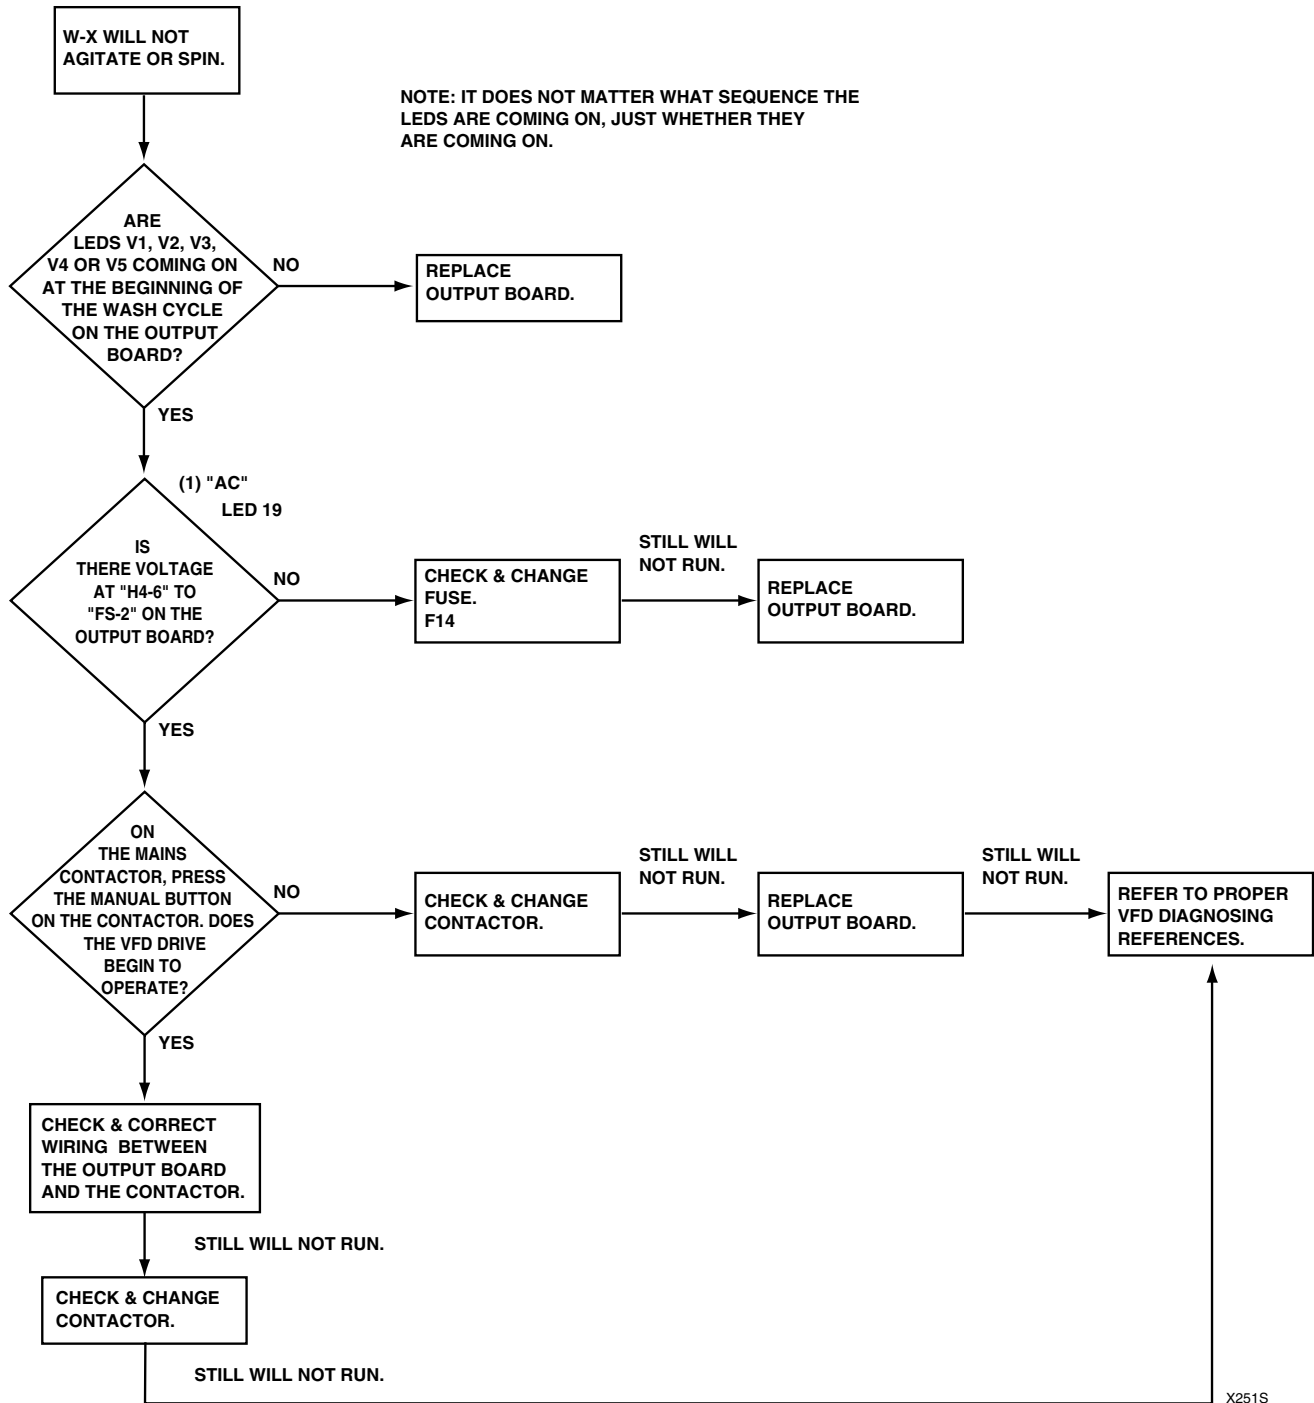 W-X WILL NOT
AGITATE OR SPIN.
NOTE: IT DOES NOT MATTER WHAT SEQUENCE THE
LEDS ARE COMING ON, JUST WHETHER THEY
ARE COMING ON.
ARE
LEDS V1, V2, V3,
V4 OR V5 COMING ON
AT THE BEGINNING OF
THE WASH CYCLE
ON THE OUTPUT
BOARD?
NO
REPLACE
OUTPUT BOARD.
YES
(1) "AC"
LED 19
IS
THERE VOLTAGE
AT "H4-6" TO
"FS-2" ON THE
OUTPUT BOARD?
NO
CHECK & CHANGE
FUSE.
F14
STILL WILL
NOT RUN.
REPLACE
OUTPUT BOARD.
YES
ON
THE MAINS
CONTACTOR, PRESS
THE MANUAL BUTTON
ON THE CONTACTOR. DOES
THE VFD DRIVE
BEGIN TO
OPERATE?
NO
CHECK & CHANGE
CONTACTOR.
STILL WILL
NOT RUN.
REPLACE
OUTPUT BOARD.
STILL WILL
NOT RUN.
REFER TO PROPER
VFD DIAGNOSING
REFERENCES.
YES
CHECK & CORRECT
WIRING BETWEEN
THE OUTPUT BOARD
AND THE CONTACTOR.
STILL WILL NOT RUN.
CHECK & CHANGE
CONTACTOR.
STILL WILL NOT RUN.
X251S